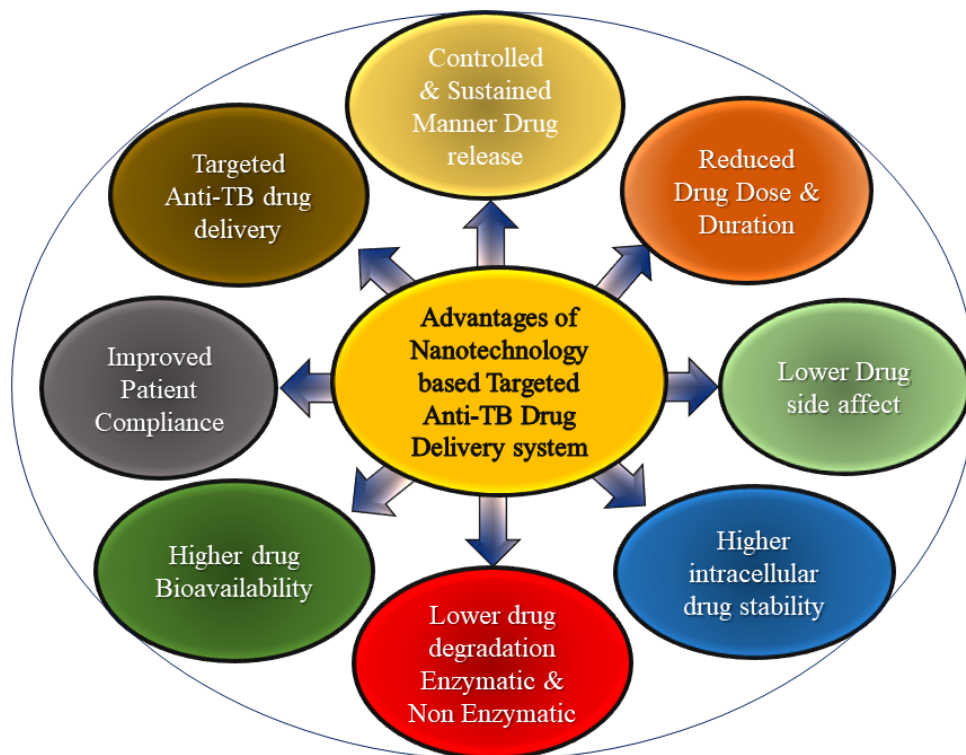 Controlled
& Sustained
Manner Drug
release
Targeted
Anti-TB drug
delivery
Reduced
Drug Dose &
Duration
Advantages of
Nanotechnology
based Targeted
Anti-TB Drug
Delivery system
Improved
Patient
Compliance
Lower Drug
side affect
Higher drug
Bioavailability
Higher
intracellular
drug stability
Lower drug
degradation
Enzymatic &
Non Enzymatic